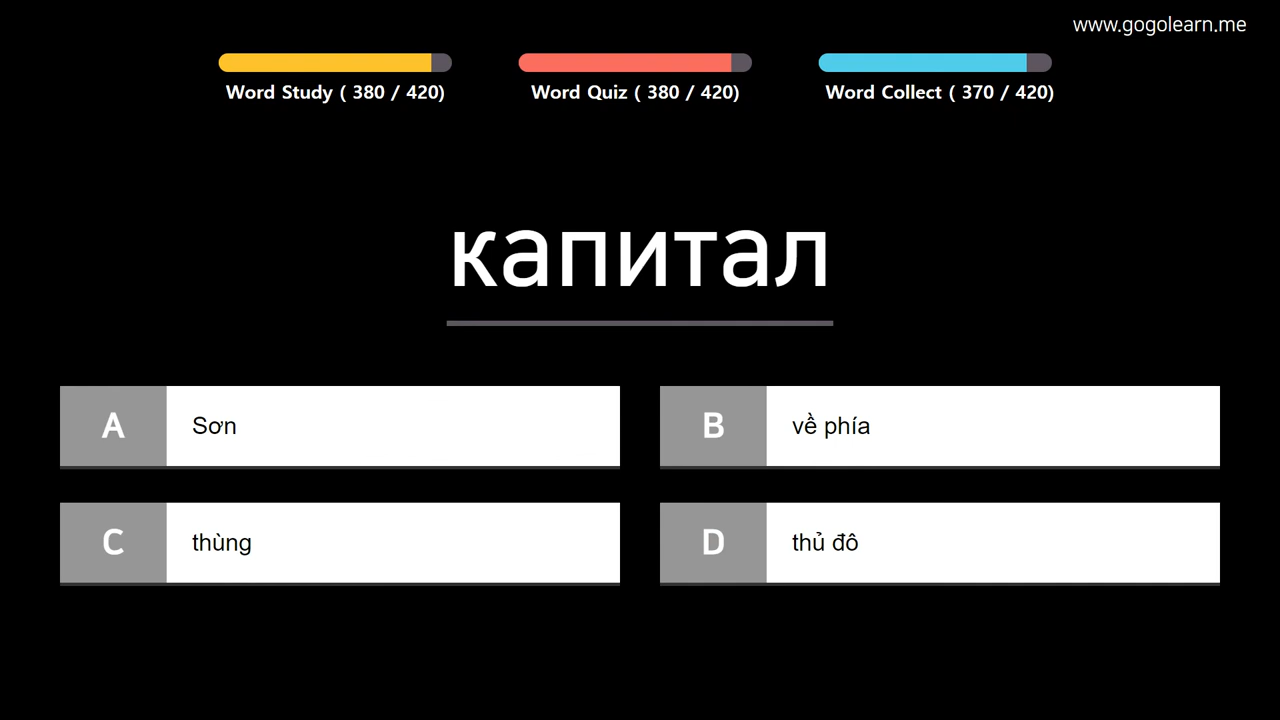 www.gogolearn.me
Word Study ( 380 / 420)
Word Quiz ( 380 / 420)
Word Collect ( 370 / 420)
капитал
A Sơn
B về phía
C thùng
D thủ đô